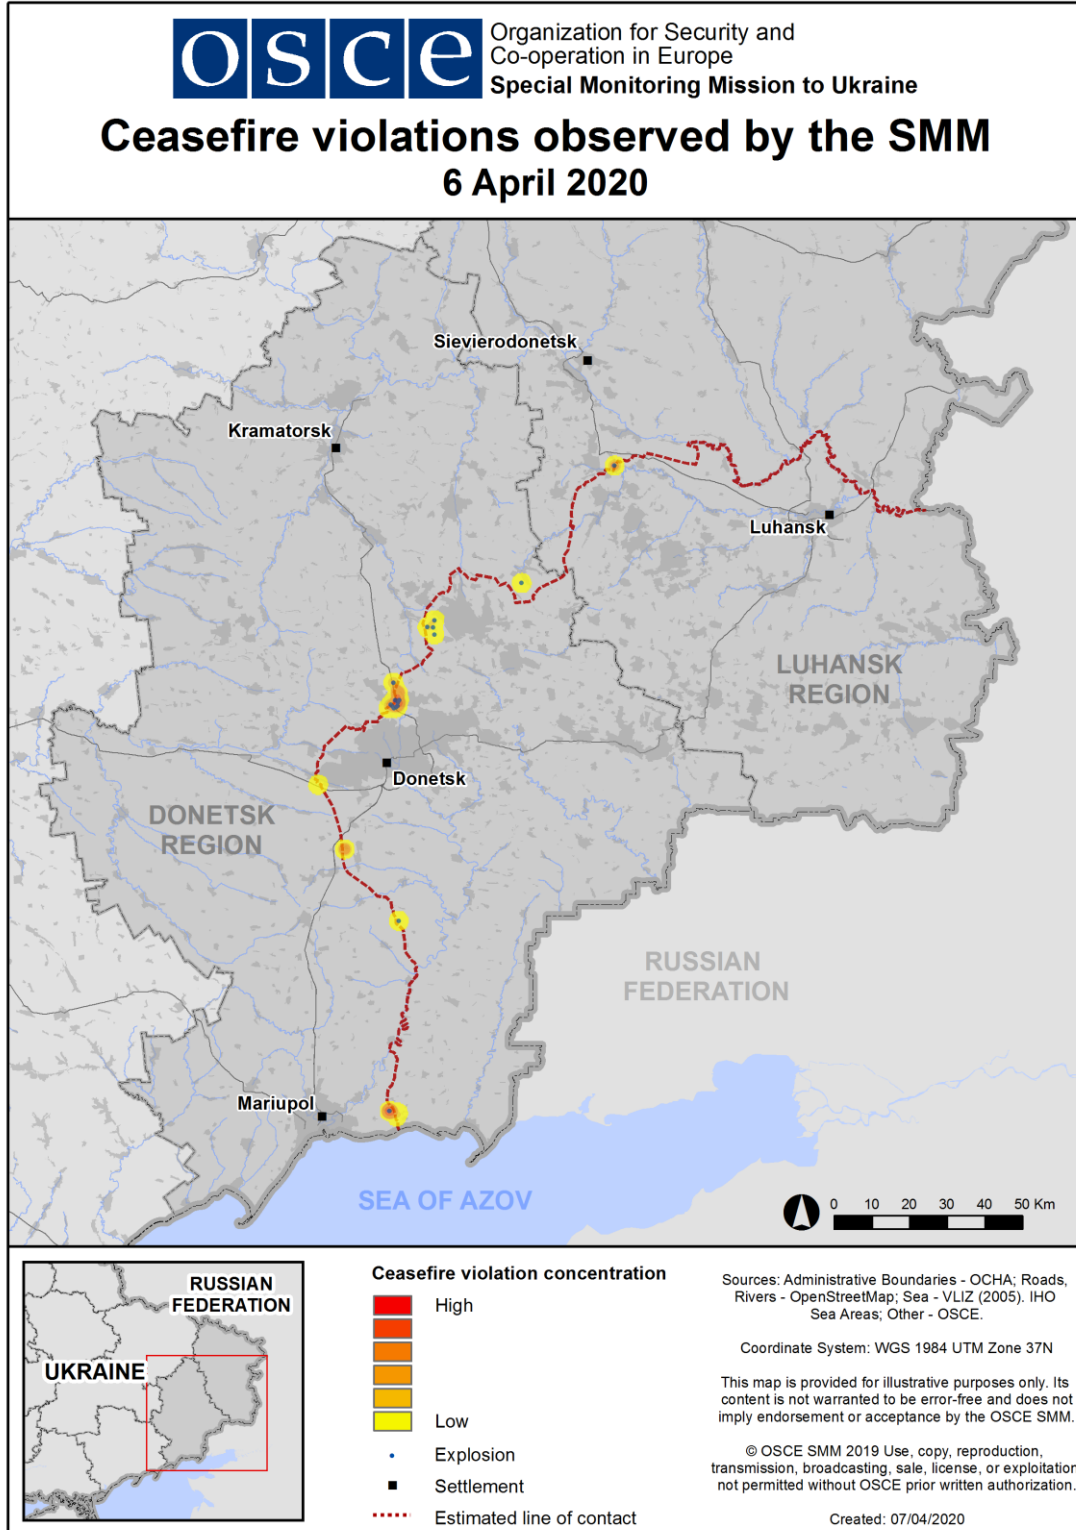 osce
Organization for Security and
Co-operation in Europe
Special Monitoring Mission to Ukraine
Ceasefire violations observed by the SMM
6 April 2020
Sievierodonetsk
Kramatorsk
Luhansk
LUHANSK
REGION
Donetsk
DONETSK
REGION
RUSSIAN
FEDERATION
Mariupol
SEA OF AZOV
0 10 20 30 40 50 Km
RUSSIAN
FEDERATION
UKRAINE
Ceasefire violation concentration
High
Low
Explosion
Settlement
Estimated line of contact
Sources: Administrative Boundaries - OCHA; Roads,
Rivers - OpenStreetMap; Sea - VLIZ (2005). IHO
Sea Areas; Other - OSCE.
Coordinate System: WGS 1984 UTM Zone 37N
This map is provided for illustrative purposes only. Its
content is not warranted to be error-free and does not
imply endorsement or acceptance by the OSCE SMM.
© OSCE SMM 2019 Use, copy, reproduction,
transmission, broadcasting, sale, license, or exploitation
not permitted without OSCE prior written authorization.
Created: 07/04/2020